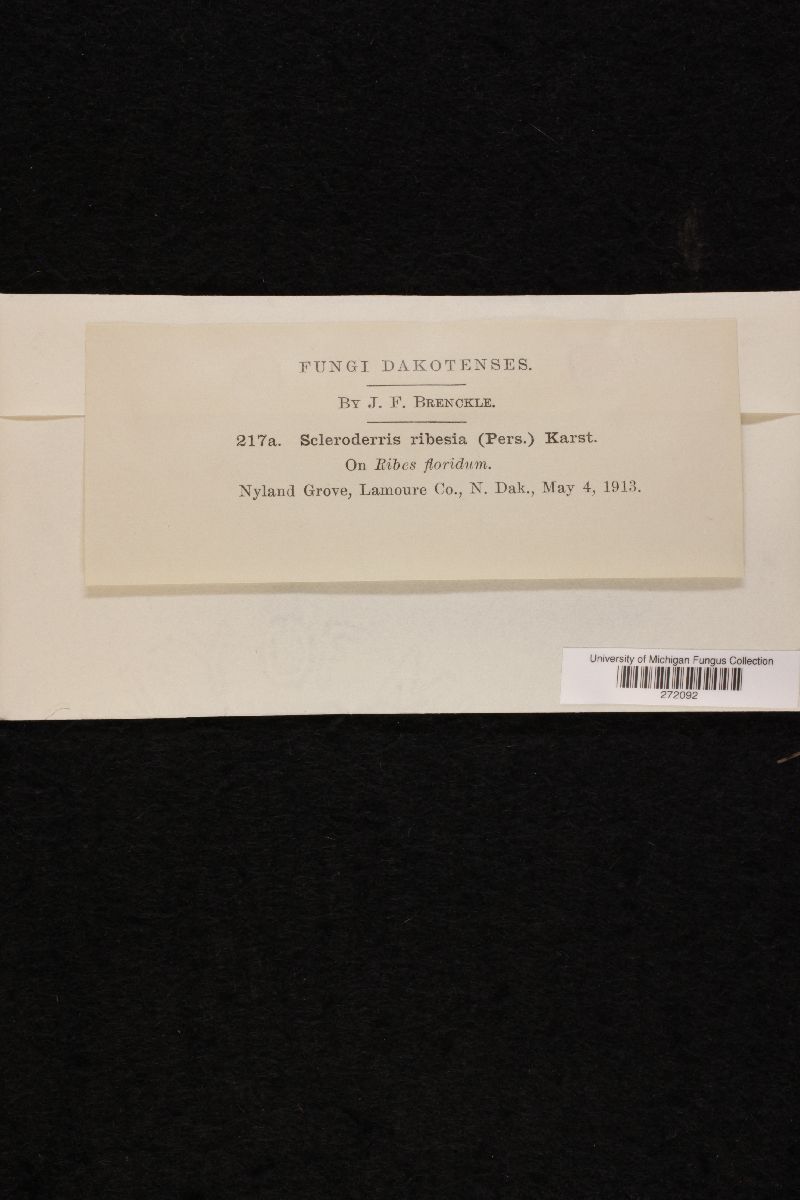 FUNGI DAKOTENSES.
BY J. F. BRENCKLE.
217a. Scleroderris ribesia (Pers.) Karst.
On Ribes floridum.
Nyland Grove, Lamoure Co., N. Dak., May 4, 1913.
University of Michigan Fungus Collection
272092